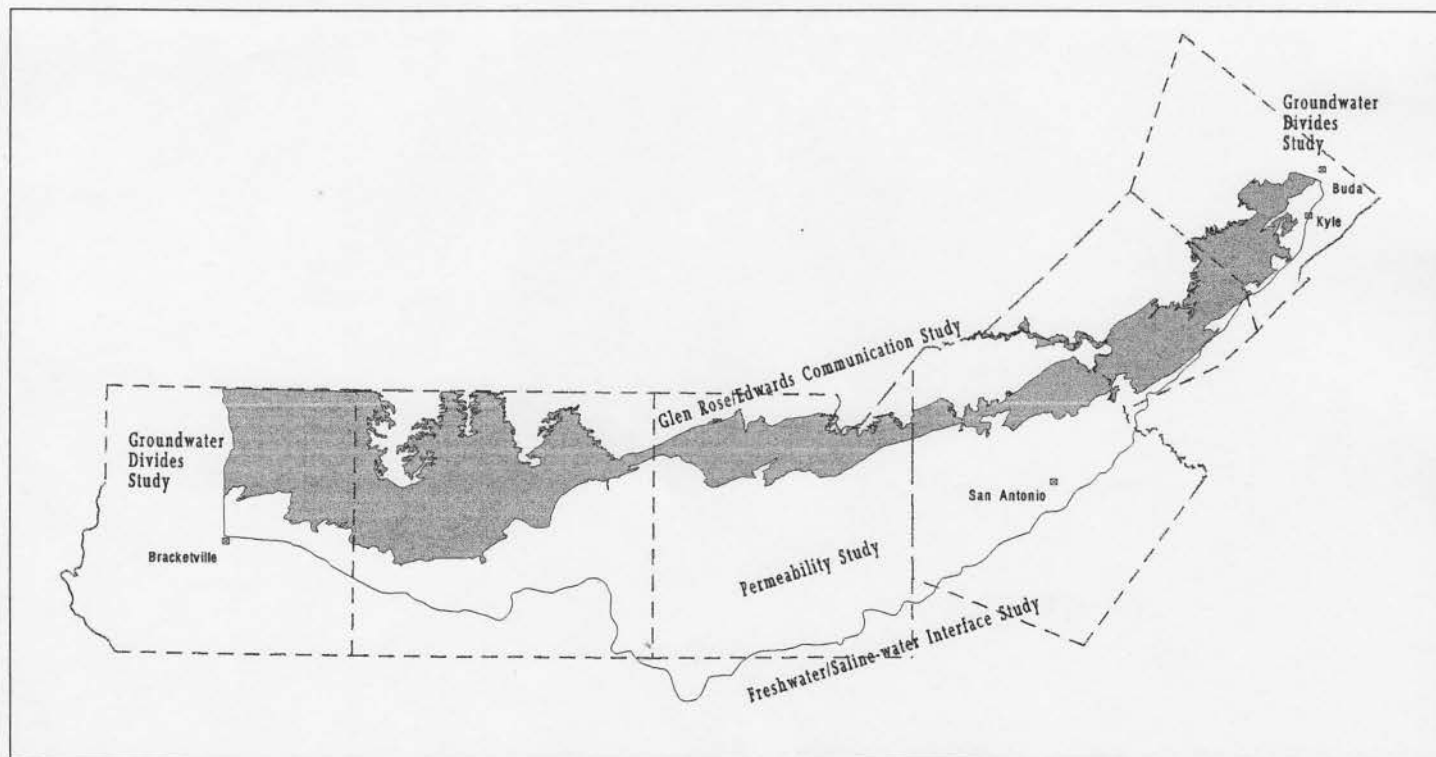 Groundwater
Divides
Study
Buda
Kyle
Glen Rose/Edwards Communication Study
Groundwater
Divides
Study
San Antonio
Bracketville
Permeability Study
Freshwater/Saline-water Interface Study